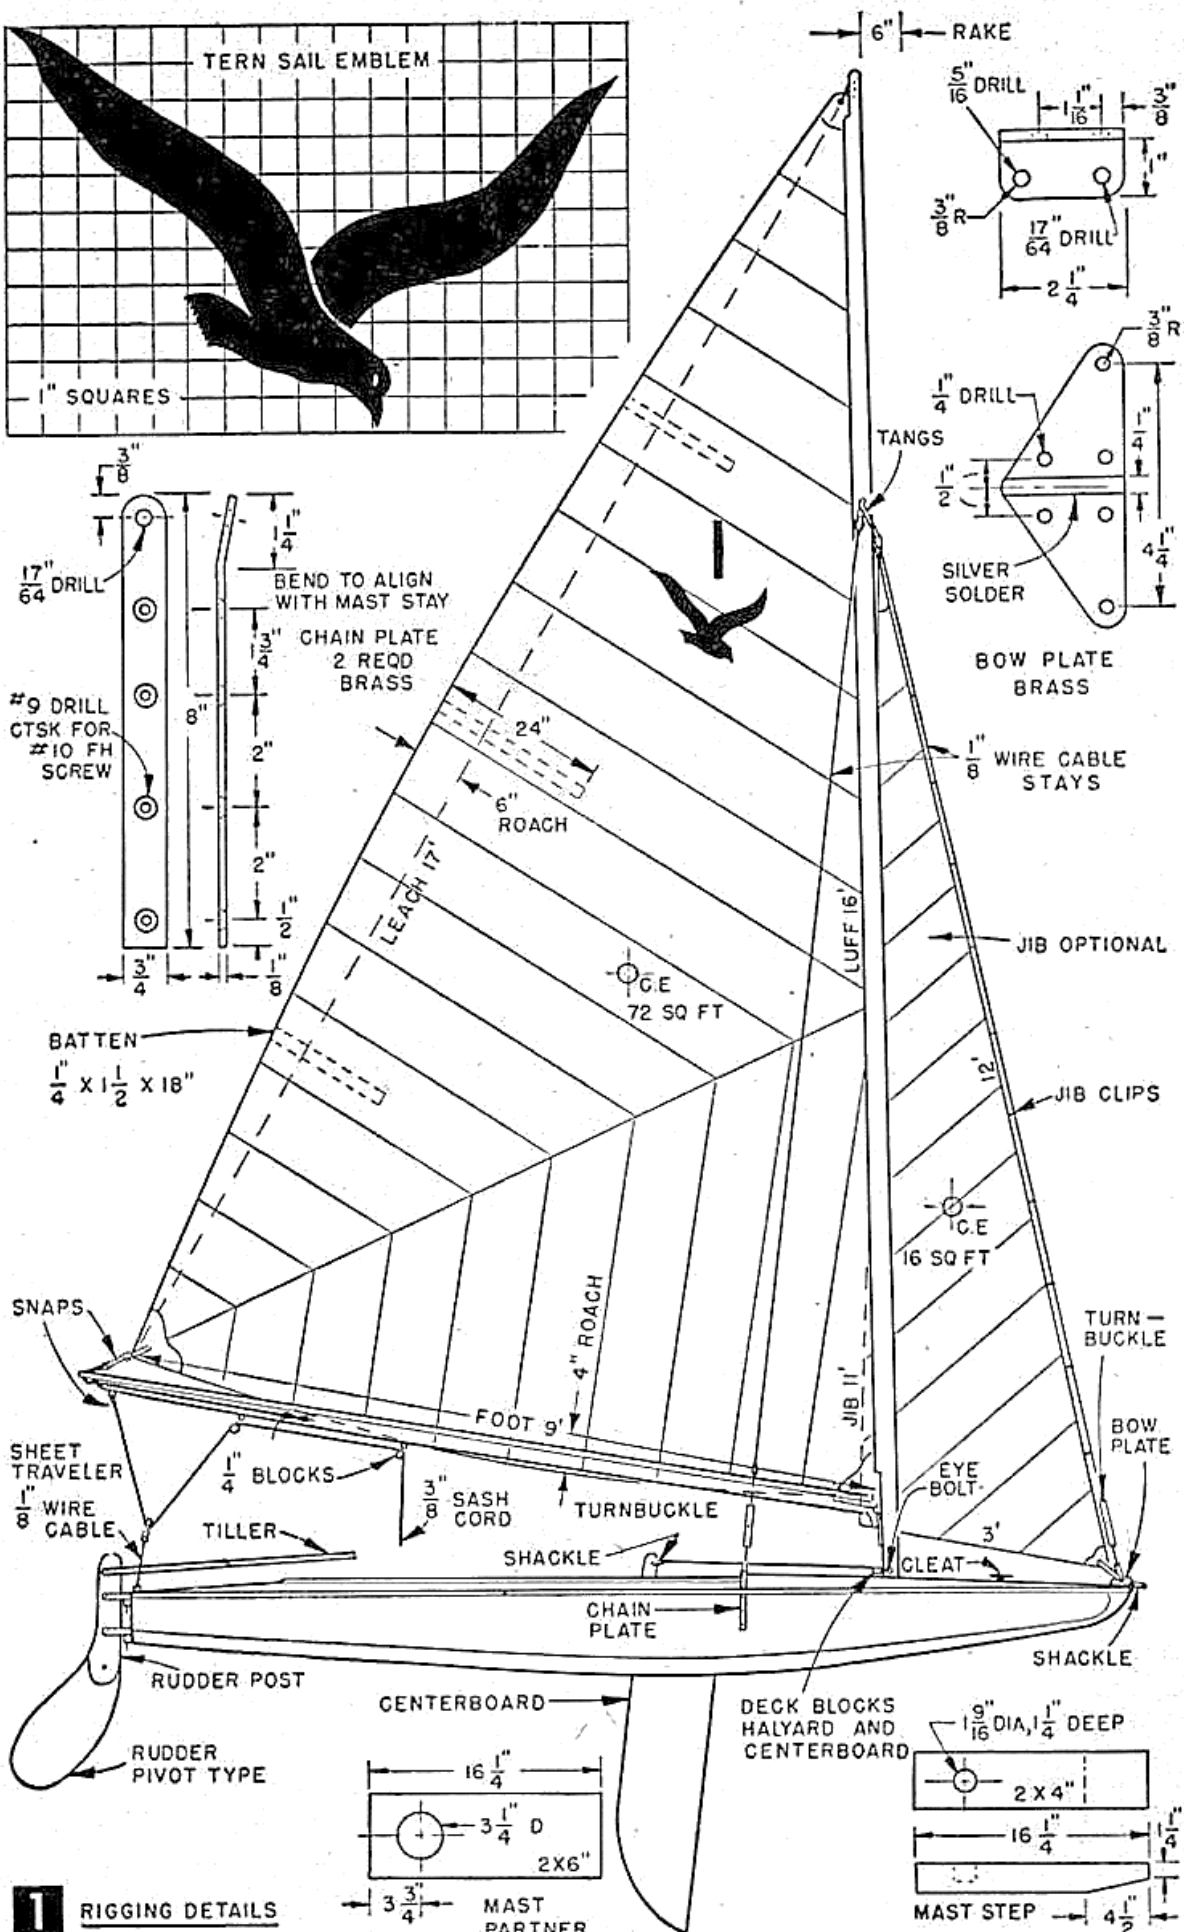 6" RAKE
TERN SAIL EMBLEM
1" SQUARES
5/16" DRILL
1 1/16"
3/8"
1"
3/8" R
17/64" DRILL
2 1/4"
3/8" R
1/4" DRILL
1/4"
1 1/2"
4 1/4"
SILVER
SOLDER
BOW PLATE
BRASS
TANGS
3/8"
17/64" DRILL
1 1/4"
BEND TO ALIGN
WITH MAST STAY
CHAIN PLATE
2 REQD
BRASS
3/4"
8"
#9 DRILL
CTSK FOR
#10 FH
SCREW
2"
2"
1/2"
3/4"
1/8"
24"
6"
ROACH
1/8" WIRE CABLE
STAYS
LEACH 17'
LUFF 16'
C.E
72 SQ FT
JIB OPTIONAL
BATTEN
1/4 X 1 1/2 X 18"
12'
JIB CLIPS
C.E
16 SQ FT
SNAPS
4" ROACH
JIB 11'
TURN-
BUCKLE
FOOT 9'
BOW
PLATE
SHEET
TRAVELER
1/8" WIRE
CABLE
1/4" BLOCKS
3/8" SASH
CORD
TURNBUCKLE
EYE
BOLT
TILLER
SHACKLE
3'
CLEAT
CHAIN
PLATE
SHACKLE
RUDDER POST
CENTERBOARD
DECK BLOCKS
HALYARD AND
CENTERBOARD
RUDDER
PIVOT TYPE
1 9/16" DIA, 1 1/4" DEEP
2 X 4"
16 1/4"
1 1/4"
MAST STEP
4 1/2"
16 1/4"
3 1/4" D
2X6"
3 3/4"
MAST
PARTNER
1 RIGGING DETAILS